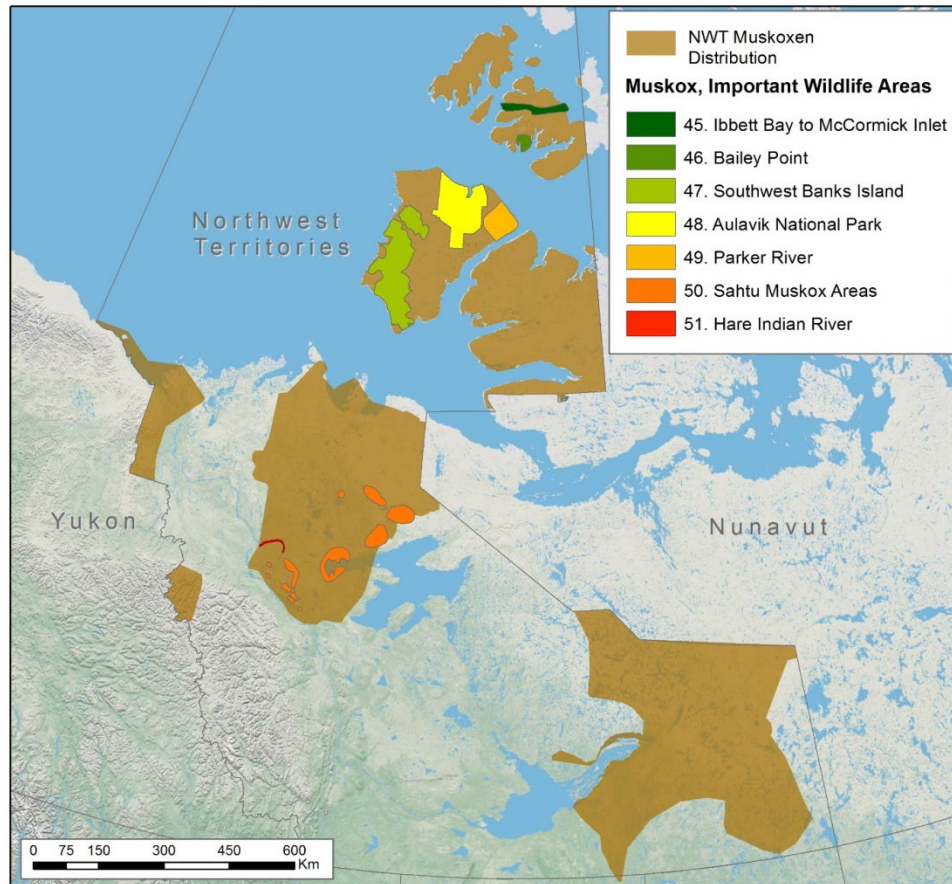 NWT Muskoxen
Distribution
Muskox, Important Wildlife Areas
45. Ibbett Bay to McCormick Inlet
46. Bailey Point
47. Southwest Banks Island
48. Aulavik National Park
49. Parker River
50. Sahtu Muskox Areas
51. Hare Indian River
Northwest
Territories
Yukon
Nunavut
0 75 150 300 450 600
Km